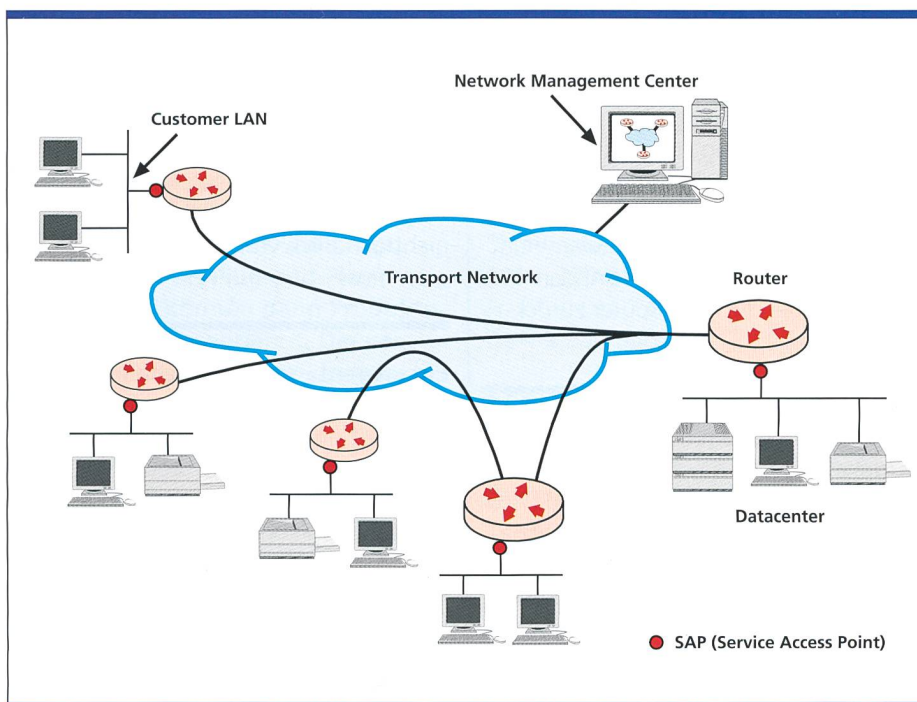 Network Management Center
Customer LAN
Transport Network
Router
Datacenter
SAP (Service Access Point)